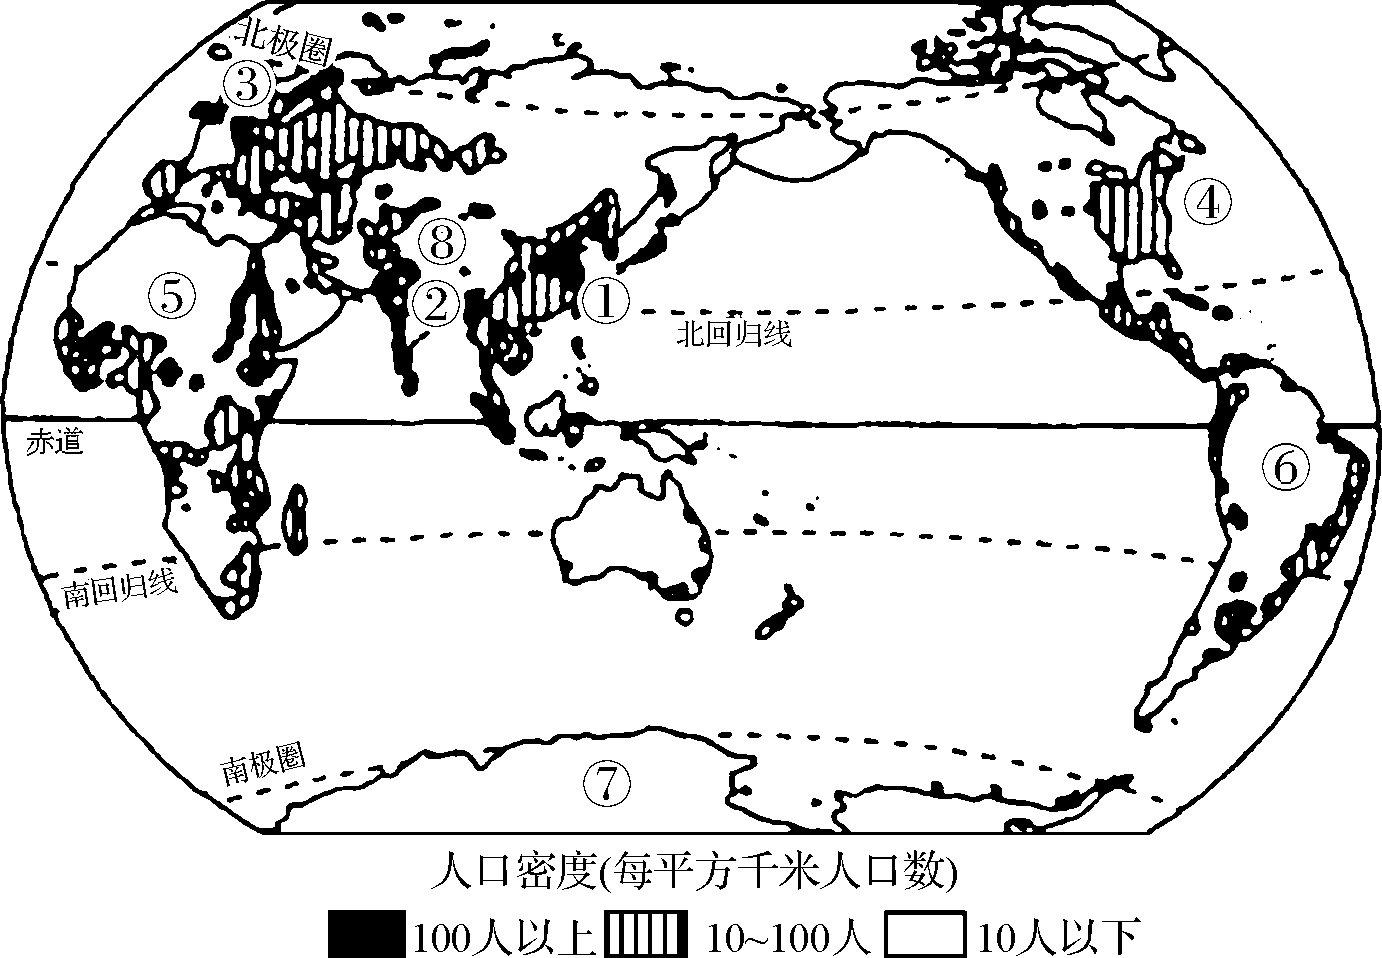 北极圈
③
④
⑧
⑤
②
①
北回归线
赤道
⑥
南回归线
南极圈
⑦
人口密度(每平方千米人口数)
100人以上 10~100人 10人以下